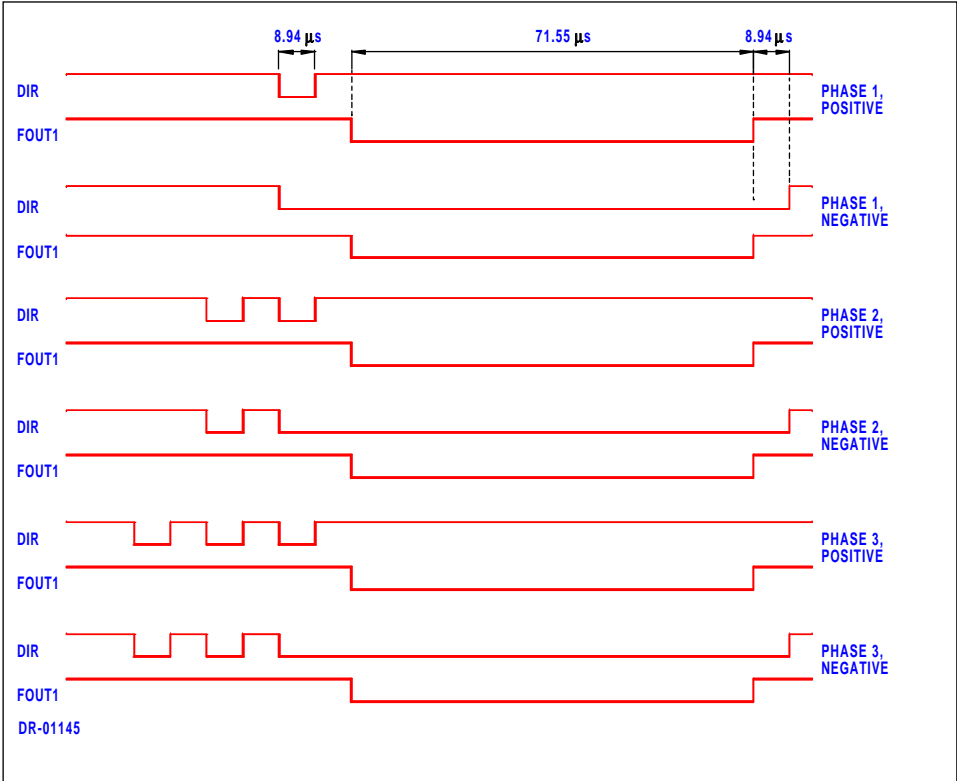 8.94 µs 71.55 µs 8.94 µs
DIR
PHASE 1,
POSITIVE
FOUT1
DIR
PHASE 1,
NEGATIVE
FOUT1
DIR
PHASE 2,
POSITIVE
FOUT1
DIR
PHASE 2,
NEGATIVE
FOUT1
DIR
PHASE 3,
POSITIVE
FOUT1
DIR
PHASE 3,
NEGATIVE
FOUT1
DR-01145